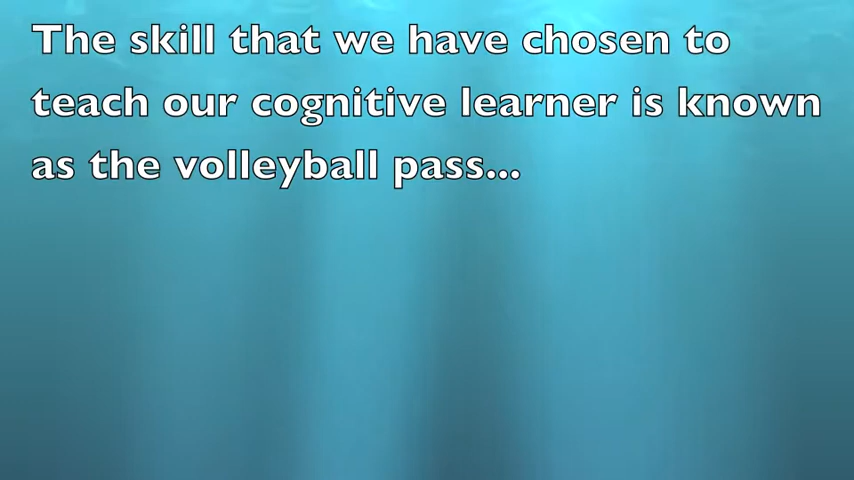 The skill that we have chosen to
teach our cognitive learner is known
as the volleyball pass...